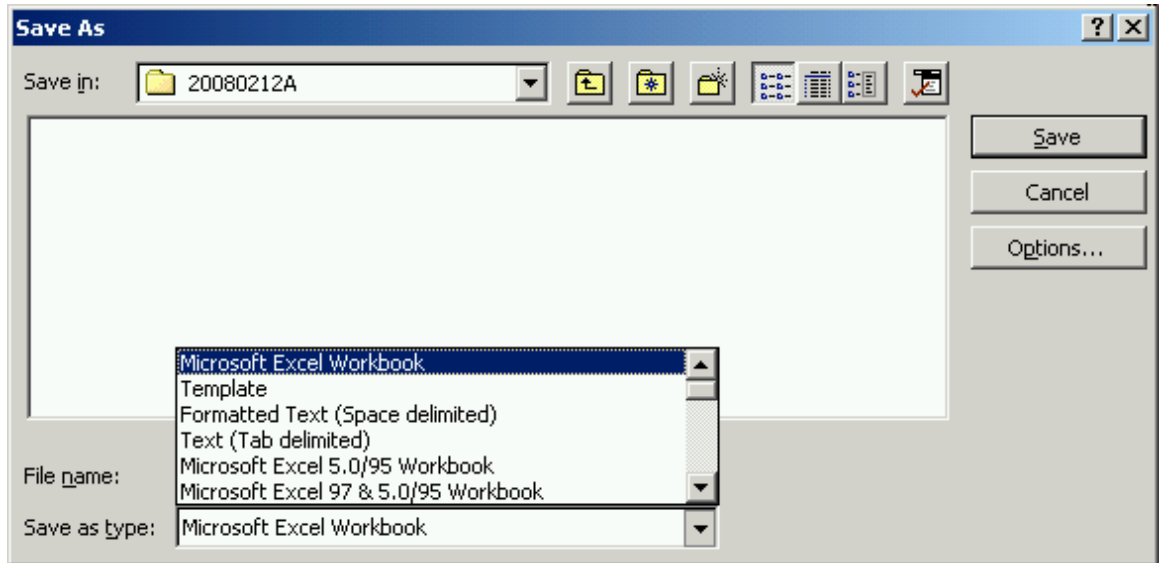 Save As
Save in: 20080212A
Save
Cancel
Options...
Microsoft Excel Workbook
Template
Formatted Text (Space delimited)
Text (Tab delimited)
Microsoft Excel 5.0/95 Workbook
Microsoft Excel 97 & 5.0/95 Workbook
File name:
Save as type: Microsoft Excel Workbook